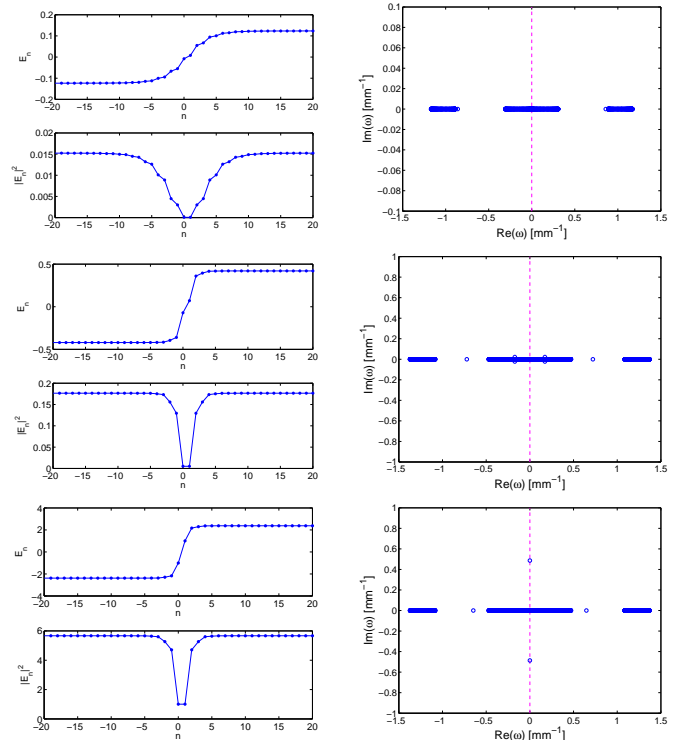 0.2
0.1
0
−0.1
−0.2
E_n
−20 −15 −10 −5 0 5 10 15 20
n
0.02
0.015
0.01
0.005
0
|E_n|^2
−20 −15 −10 −5 0 5 10 15 20
n
0.1
0.08
0.06
0.04
0.02
0
−0.02
−0.04
−0.06
−0.08
−0.1
Im(ω) [mm^−1]
−1.5 −1 −0.5 0 0.5 1 1.5
Re(ω) [mm^−1]
0.5
0
−0.5
E_n
−20 −15 −10 −5 0 5 10 15 20
n
0.2
0.15
0.1
0.05
0
|E_n|^2
−20 −15 −10 −5 0 5 10 15 20
n
1
0.8
0.6
0.4
0.2
0
−0.2
−0.4
−0.6
−0.8
−1
Im(ω) [mm^−1]
−1.5 −1 −0.5 0 0.5 1 1.5
Re(ω) [mm^−1]
4
2
0
−2
−4
E_n
−20 −15 −10 −5 0 5 10 15 20
n
6
4
2
0
|E_n|^2
−20 −15 −10 −5 0 5 10 15 20
n
1
0.8
0.6
0.4
0.2
0
−0.2
−0.4
−0.6
−0.8
−1
Im(ω) [mm^−1]
−1.5 −1 −0.5 0 0.5 1 1.5
Re(ω) [mm^−1]